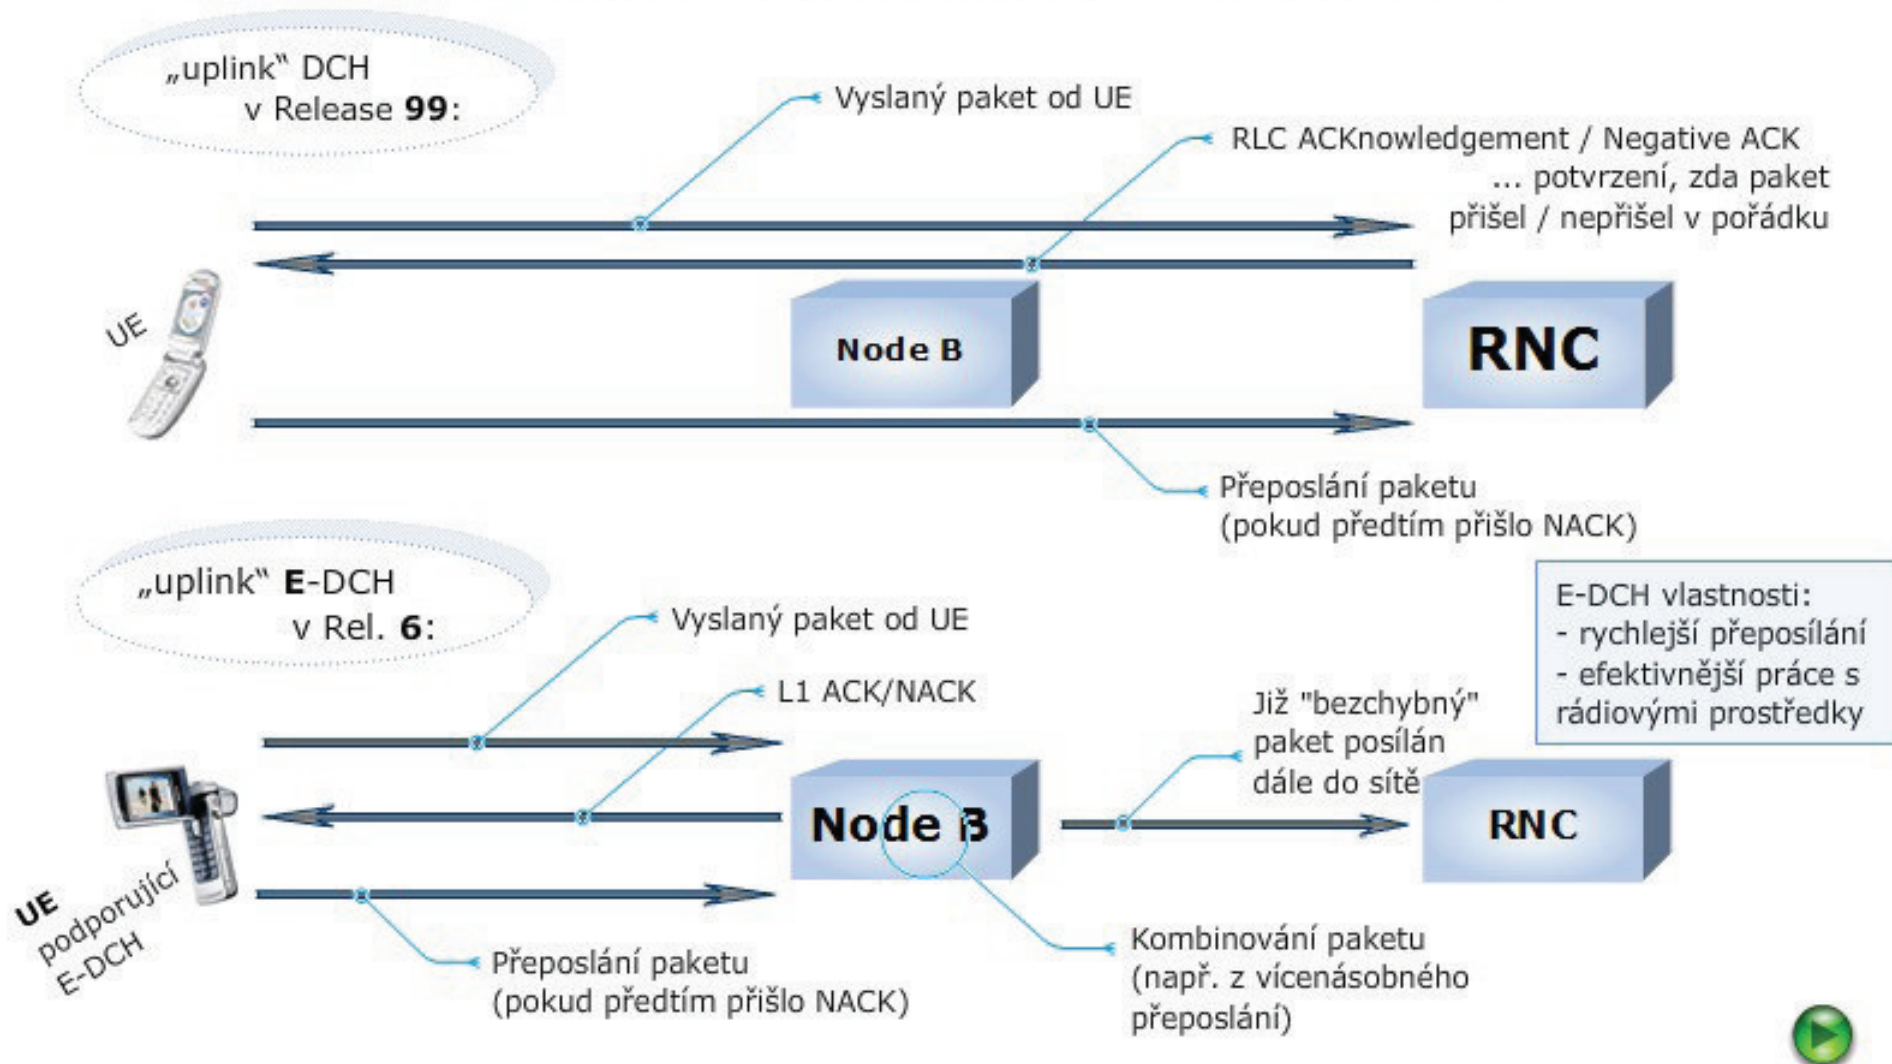 „uplink“ DCH
v Release 99:
Vyslaný paket od UE
RLC ACKnowledgement / Negative ACK
... potvrzení, zda paket
přišel / nepřišel v pořádku
UE
Node B
RNC
Přeposlání paketu
(pokud předtím přišlo NACK)
„uplink“ E-DCH
v Rel. 6:
Vyslaný paket od UE
L1 ACK/NACK
E-DCH vlastnosti:
- rychlejší přeposílání
- efektivnější práce s
rádiovými prostředky
Již "bezchybný"
paket posílán
dále do sítě
Node B
RNC
UE
podporující
E-DCH
Přeposlání paketu
(pokud předtím přišlo NACK)
Kombinování paketu
(např. z vícenásobného
přeposlání)